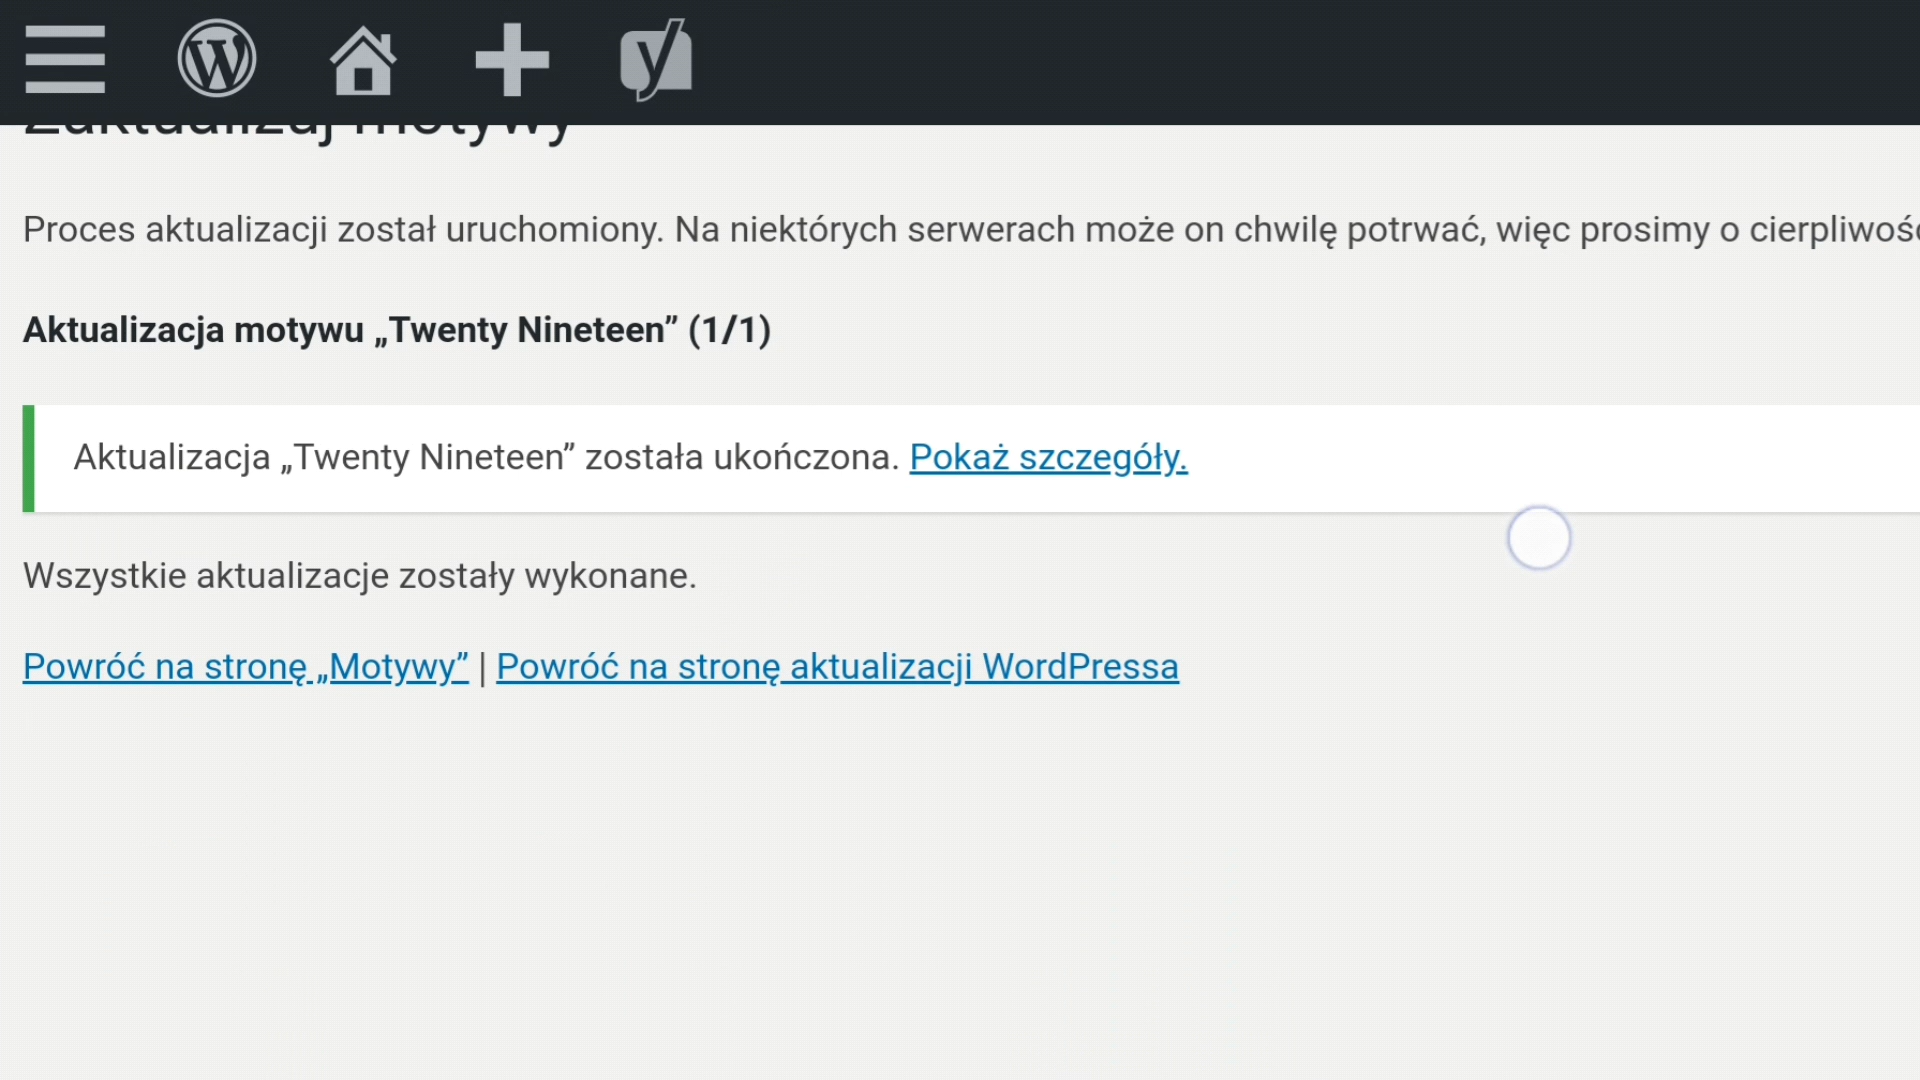 Zaktualizuj motywy
Proces aktualizacji został uruchomiony. Na niektórych serwerach może on chwilę potrwać, więc prosimy o
Aktualizacja motywu „Twenty Nineteen” (1/1)
Aktualizacja „Twenty Nineteen” została ukończona. Pokaż szczegóły.
Wszystkie aktualizacje zostały wykonane.
Powróć na stronę „Motywy” | Powróć na stronę aktualizacji WordPressa